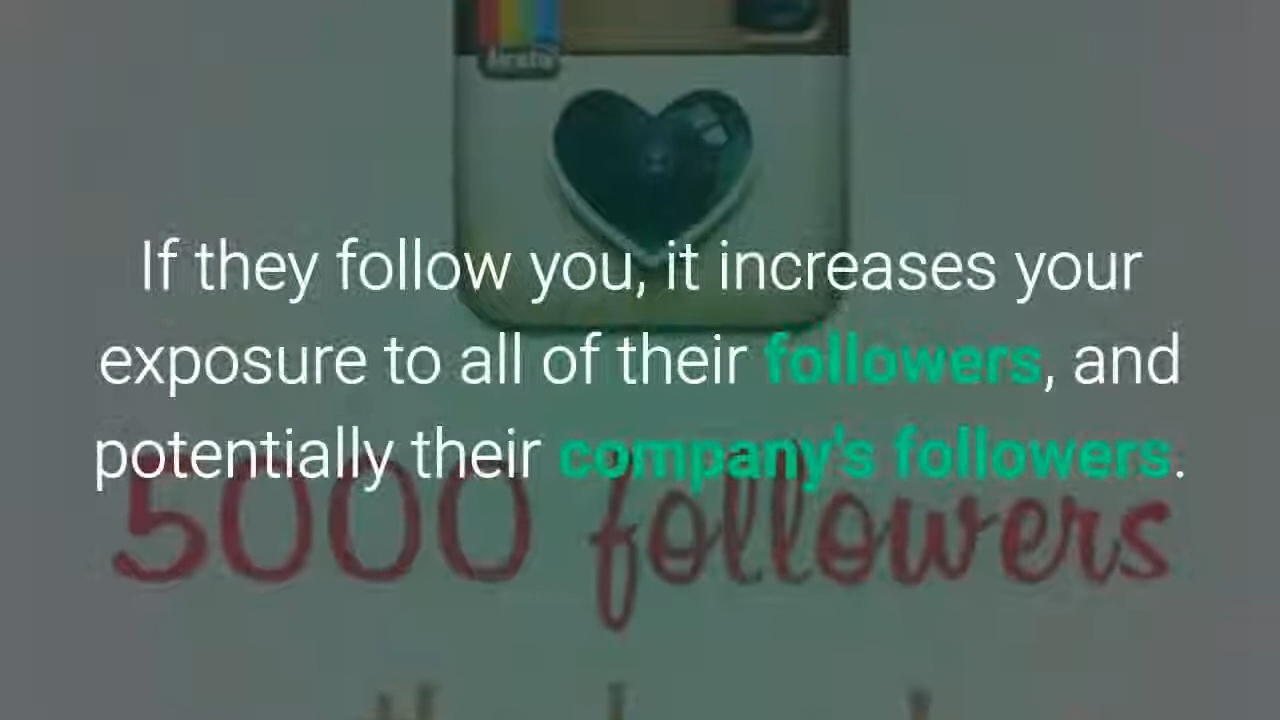 Insta
If they follow you, it increases your
exposure to all of their followers, and
potentially their company's followers.
5000 followers